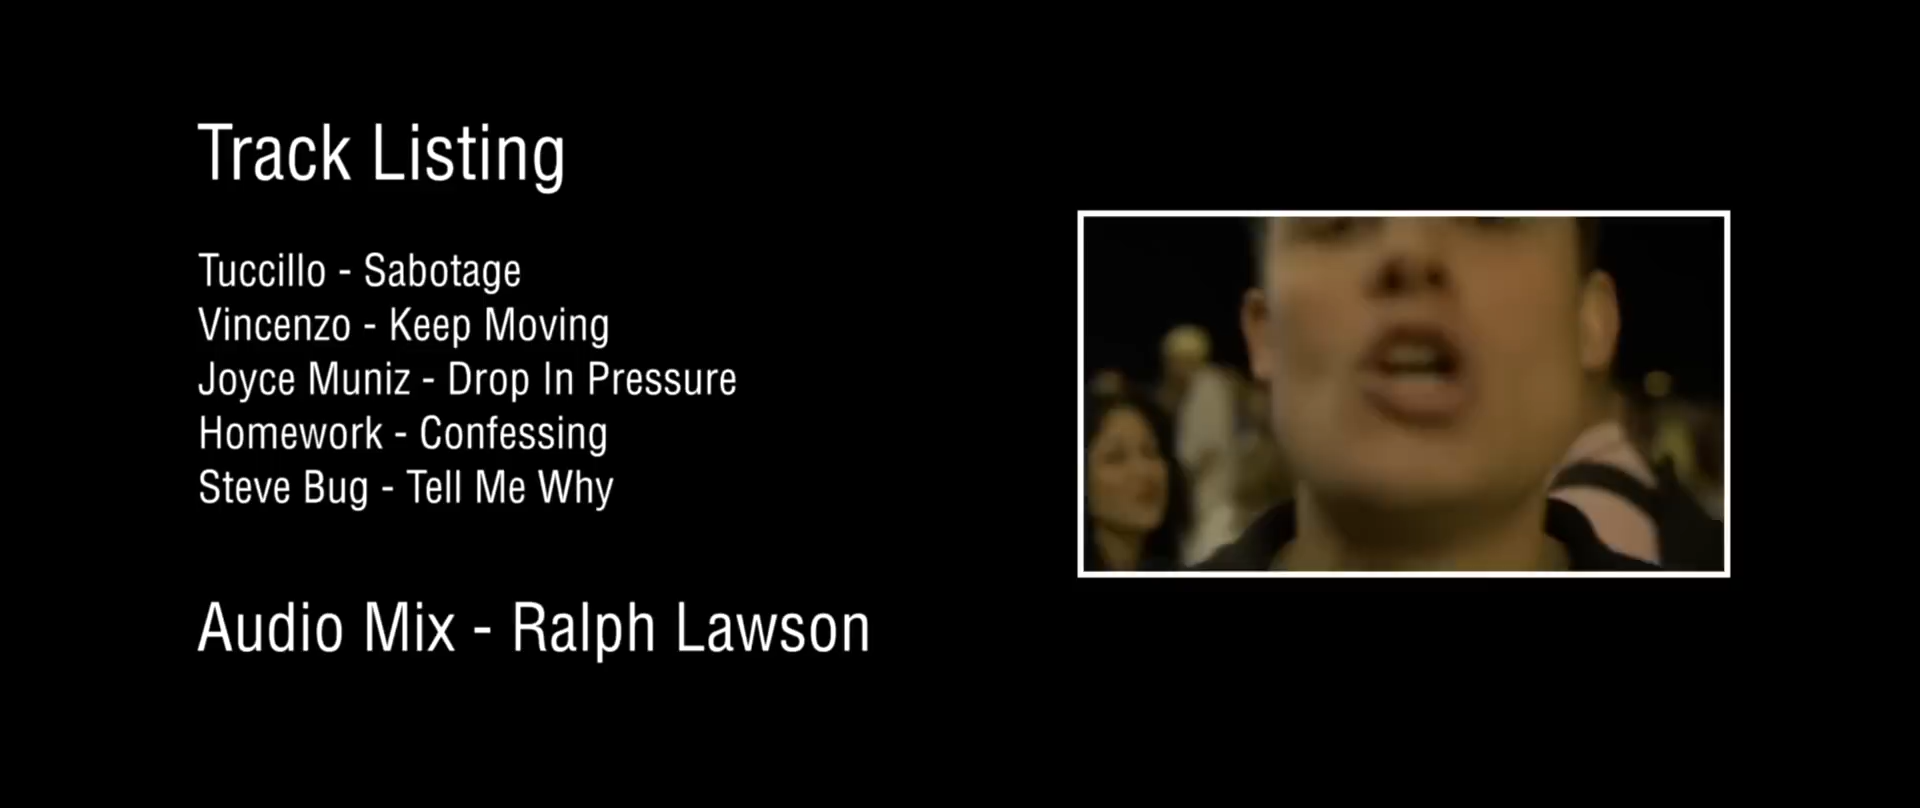 Track Listing
Tuccillo - Sabotage
Vincenzo - Keep Moving
Joyce Muniz - Drop In Pressure
Homework - Confessing
Steve Bug - Tell Me Why
Audio Mix - Ralph Lawson